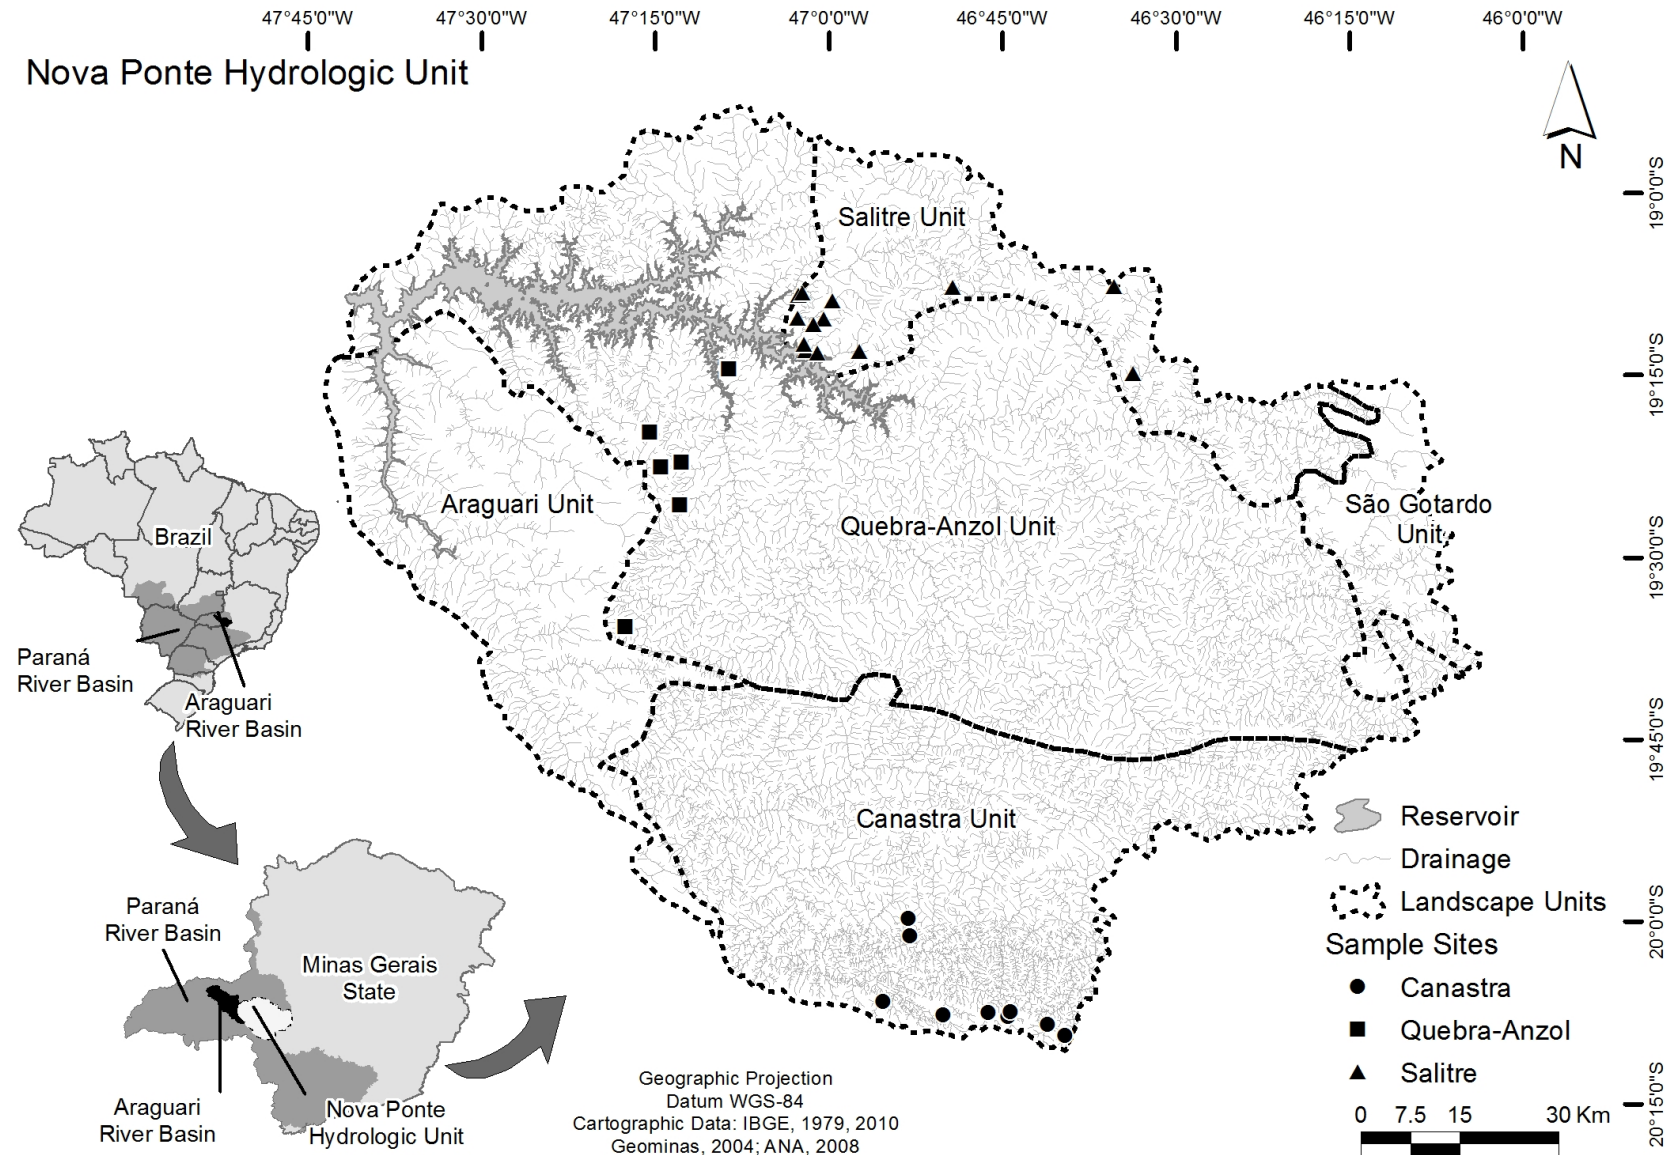 47°45'0"W
47°30'0"W
47°15'0"W
47°0'0"W
46°45'0"W
46°30'0"W
46°15'0"W
46°0'0"W
Nova Ponte Hydrologic Unit
N
19°0'0"S
19°15'0"S
19°30'0"S
19°45'0"S
20°0'0"S
20°15'0"S
Salitre Unit
Araguari Unit
Quebra-Anzol Unit
São Gotardo
Unit
Canastra Unit
Brazil
Paraná
River Basin
Araguari
River Basin
Paraná
River Basin
Minas Gerais
State
Araguari
River Basin
Nova Ponte
Hydrologic Unit
Geographic Projection
Datum WGS-84
Cartographic Data: IBGE, 1979, 2010
Geominas, 2004; ANA, 2008
Reservoir
Drainage
Landscape Units
Sample Sites
Canastra
Quebra-Anzol
Salitre
0 7.5 15 30 Km